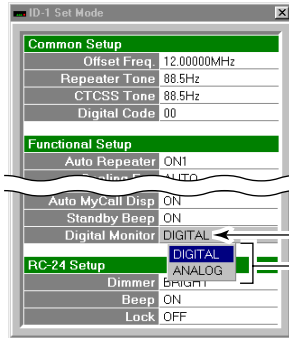 ID-1 Set Mode
Common Setup
Offset Freq. 12.00000MHz
Repeater Tone 88.5Hz
CTCSS Tone 88.5Hz
Digital Code 00
Functional Setup
Auto Repeater ON1
AUTO
Auto MyCall Disp ON
Standby Beep ON
Digital Monitor DIGITAL
DIGITAL
RC-24 Setup
ANALOG
Dimmer BRIGHT
Beep ON
Lock OFF